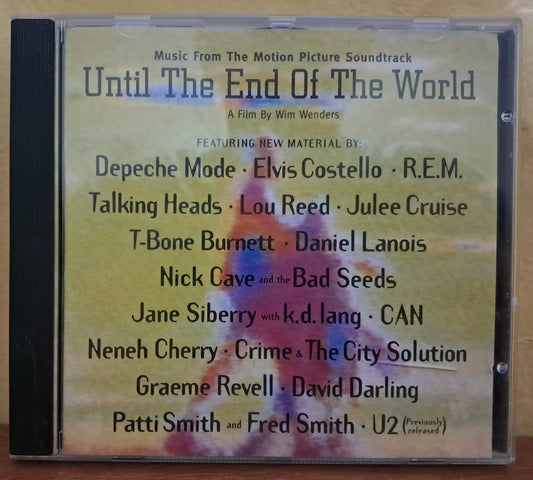 Music From The Motion Picture Soundtrack
Until The End Of The World
A Film By Wim Wenders
FEATURING NEW MATERIAL BY:
Depeche Mode · Elvis Costello · R.E.M.
Talking Heads · Lou Reed · Julee Cruise
T-Bone Burnett · Daniel Lanois
Nick Cave and the Bad Seeds
Jane Siberry with k.d. lang · CAN
Neneh Cherry · Crime & The City Solution
Graeme Revell · David Darling
Patti Smith and Fred Smith · U2 (Previously released)